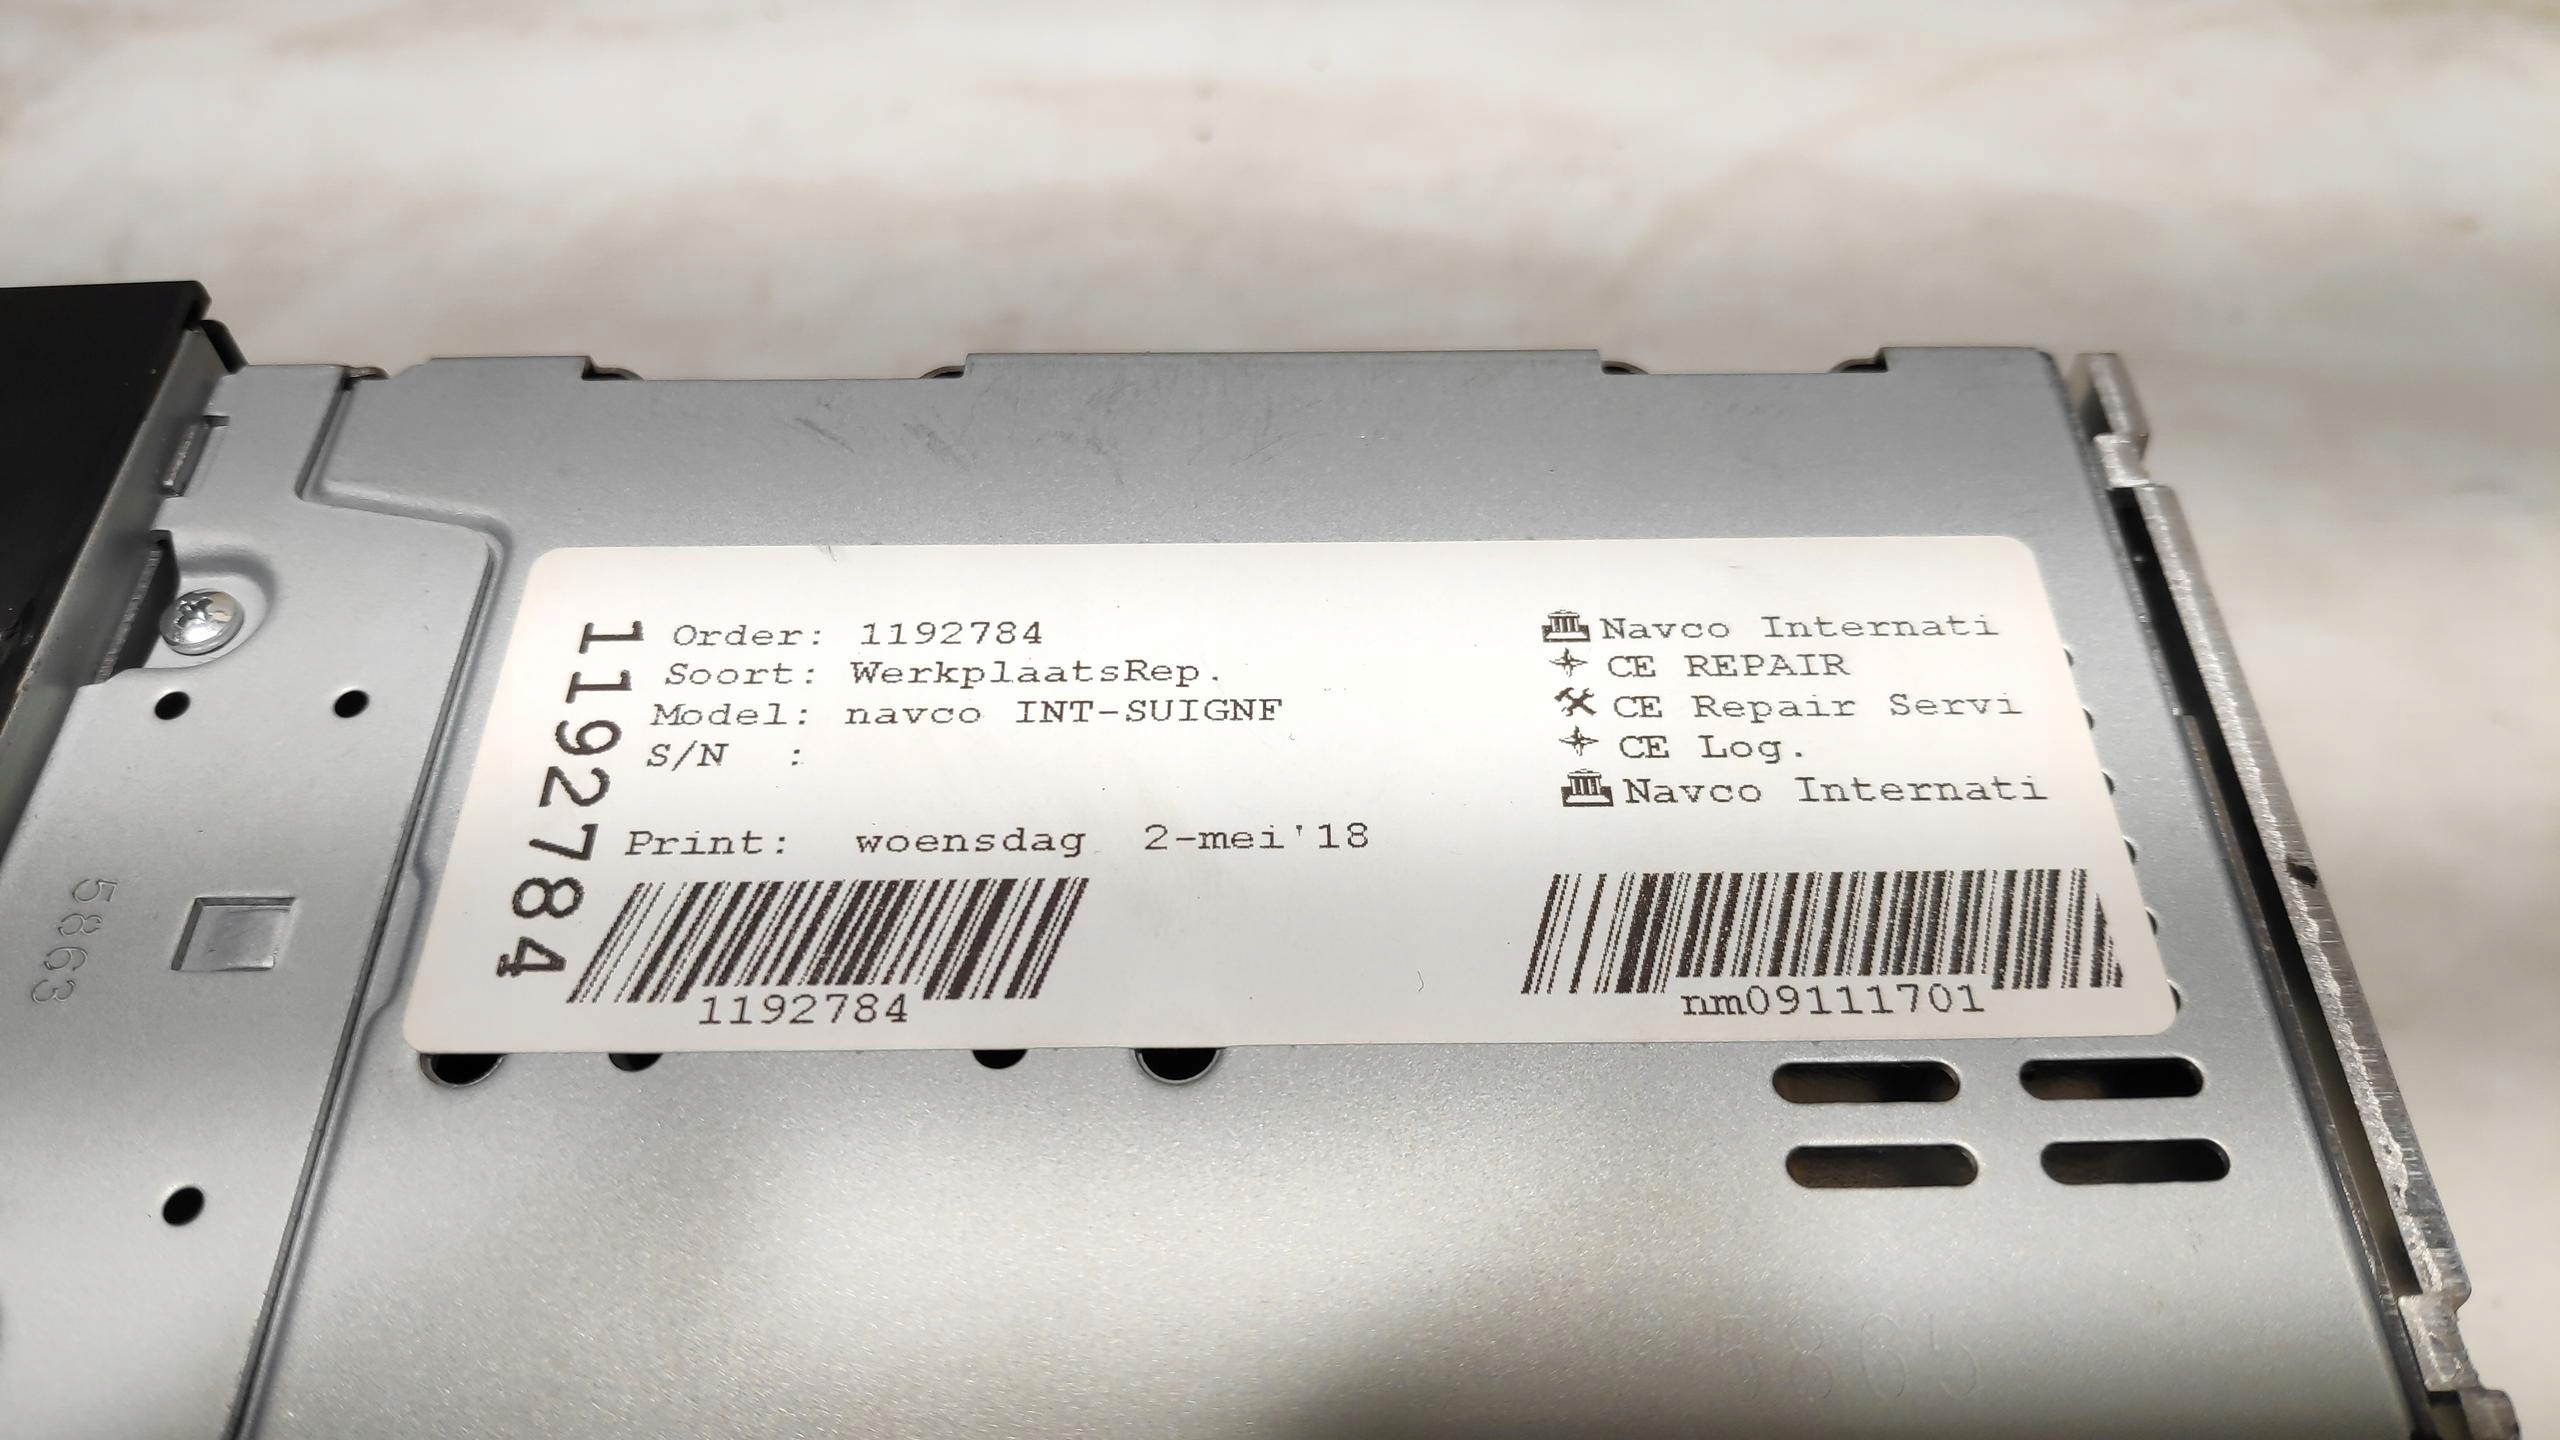 1192784
Order: 1192784
Soort: WerkplaatsRep.
Model: navco INT-SUIGNF
S/N :
Print: woensdag 2-mei'18
1192784
Navco Internati
CE REPAIR
CE Repair Servi
CE Log.
Navco Internati
nm09111701
5863
5865